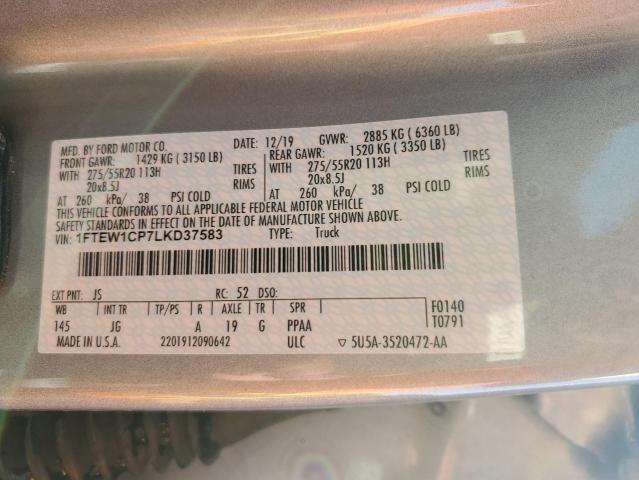 MFD. BY FORD MOTOR CO. DATE: 12/19 GVWR: 2885 KG ( 6360 LB)
FRONT GAWR: 1429 KG ( 3150 LB) REAR GAWR: 1520 KG ( 3350 LB)
WITH 275/55R20 113H TIRES WITH 275/55R20 113H TIRES
20x8.5J RIMS 20x8.5J RIMS
AT 260 kPa/ 38 PSI COLD AT 260 kPa/ 38 PSI COLD
THIS VEHICLE CONFORMS TO ALL APPLICABLE FEDERAL MOTOR VEHICLE
SAFETY STANDARDS IN EFFECT ON THE DATE OF MANUFACTURE SHOWN ABOVE.
VIN: 1FTEW1CP7LKD37583 TYPE: Truck
EXT PNT: JS RC: 52 DSO:
WB INT TR TP/PS R AXLE TR SPR F0140
145 JG A 19 G PPAA T0791
MADE IN U.S.A. 2201912090642 ULC ▽ 5U5A-3520472-AA